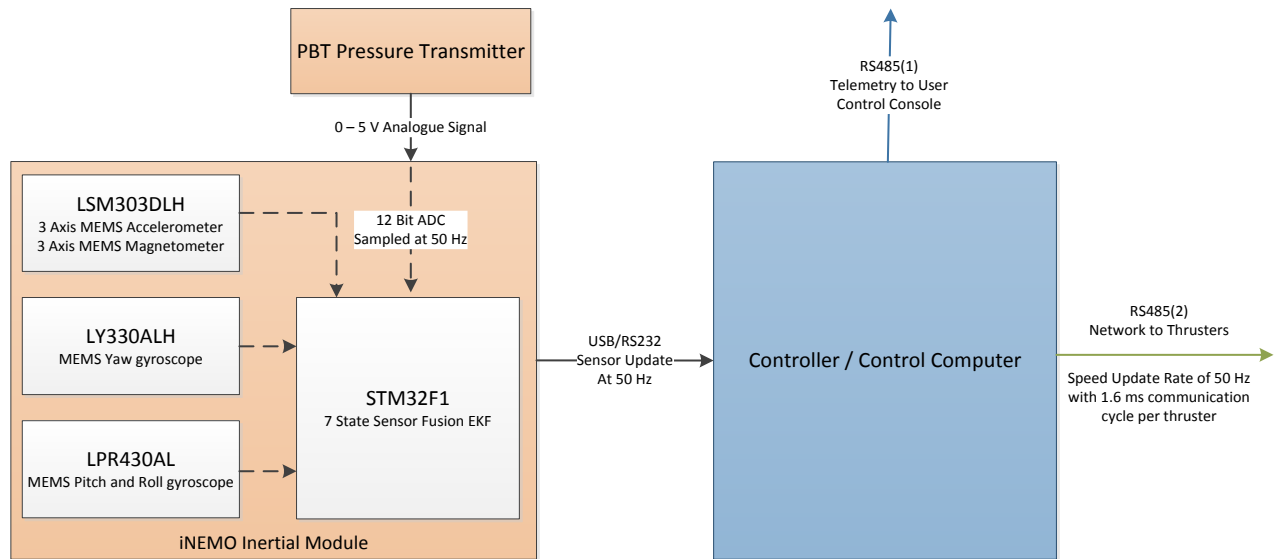 PBT Pressure Transmitter
0 – 5 V Analogue Signal
LSM303DLH
3 Axis MEMS Accelerometer
3 Axis MEMS Magnetometer
12 Bit ADC
Sampled at 50 Hz
LY330ALH
MEMS Yaw gyroscope
LPR430AL
MEMS Pitch and Roll gyroscope
STM32F1
7 State Sensor Fusion EKF
iNEMO Inertial Module
USB/RS232
Sensor Update
At 50 Hz
Controller / Control Computer
RS485(1)
Telemetry to User
Control Console
RS485(2)
Network to Thrusters
Speed Update Rate of 50 Hz
with 1.6 ms communication
cycle per thruster